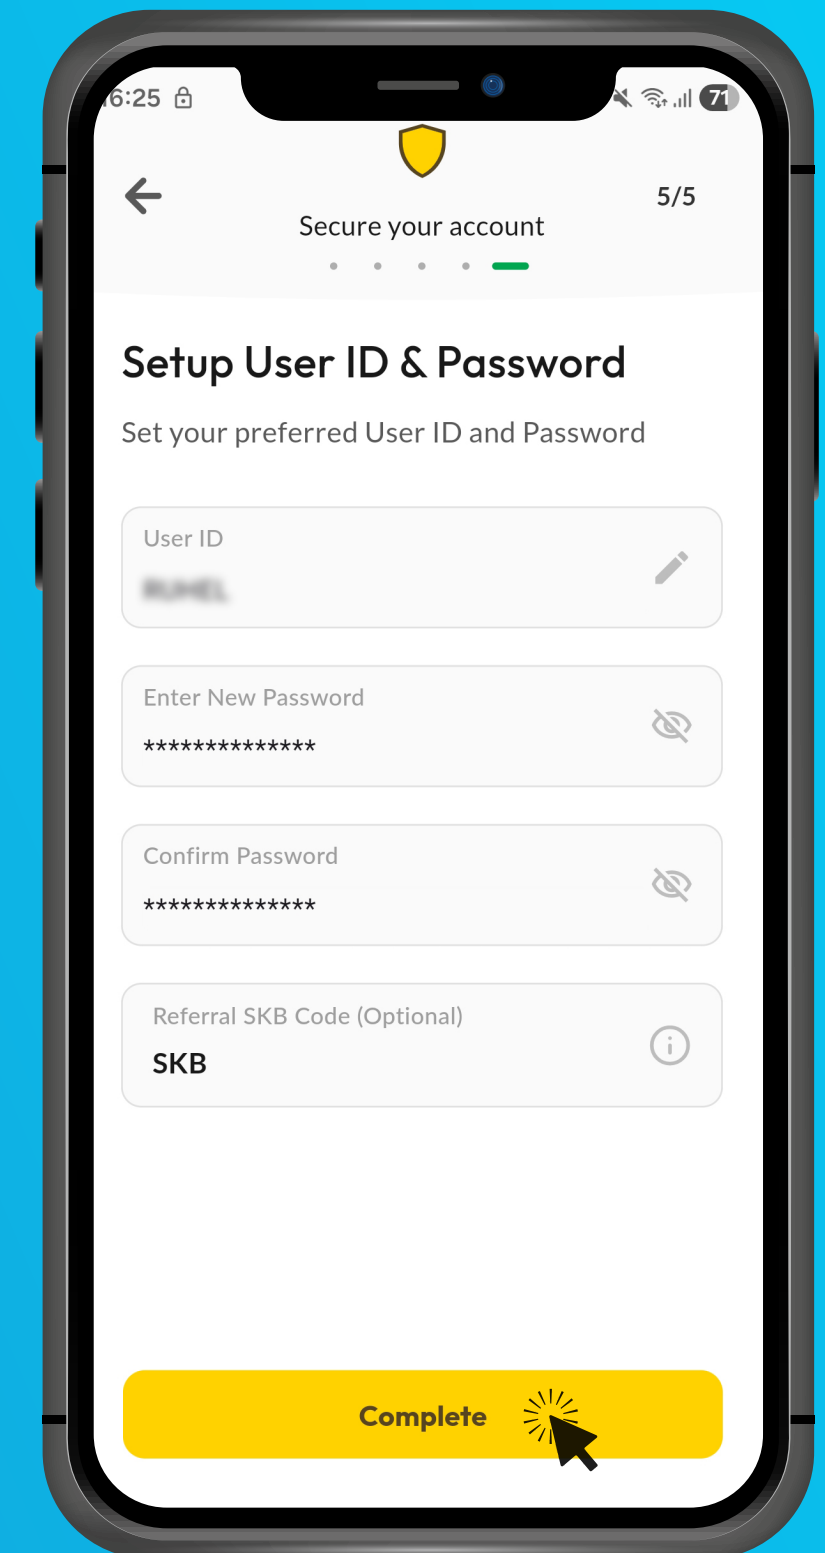 6:25
71
5/5
Secure your account
Setup User ID & Password
Set your preferred User ID and Password
User ID
Enter New Password
**************
Confirm Password
**************
Referral SKB Code (Optional)
SKB
Complete